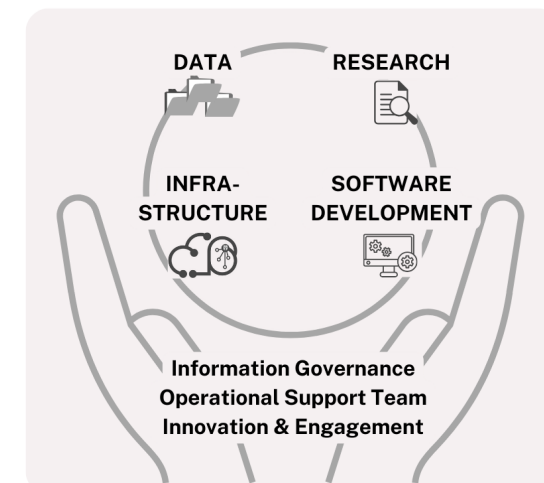 DATA
RESEARCH
INFRA-
STRUCTURE
SOFTWARE
DEVELOPMENT
Information Governance
Operational Support Team
Innovation & Engagement